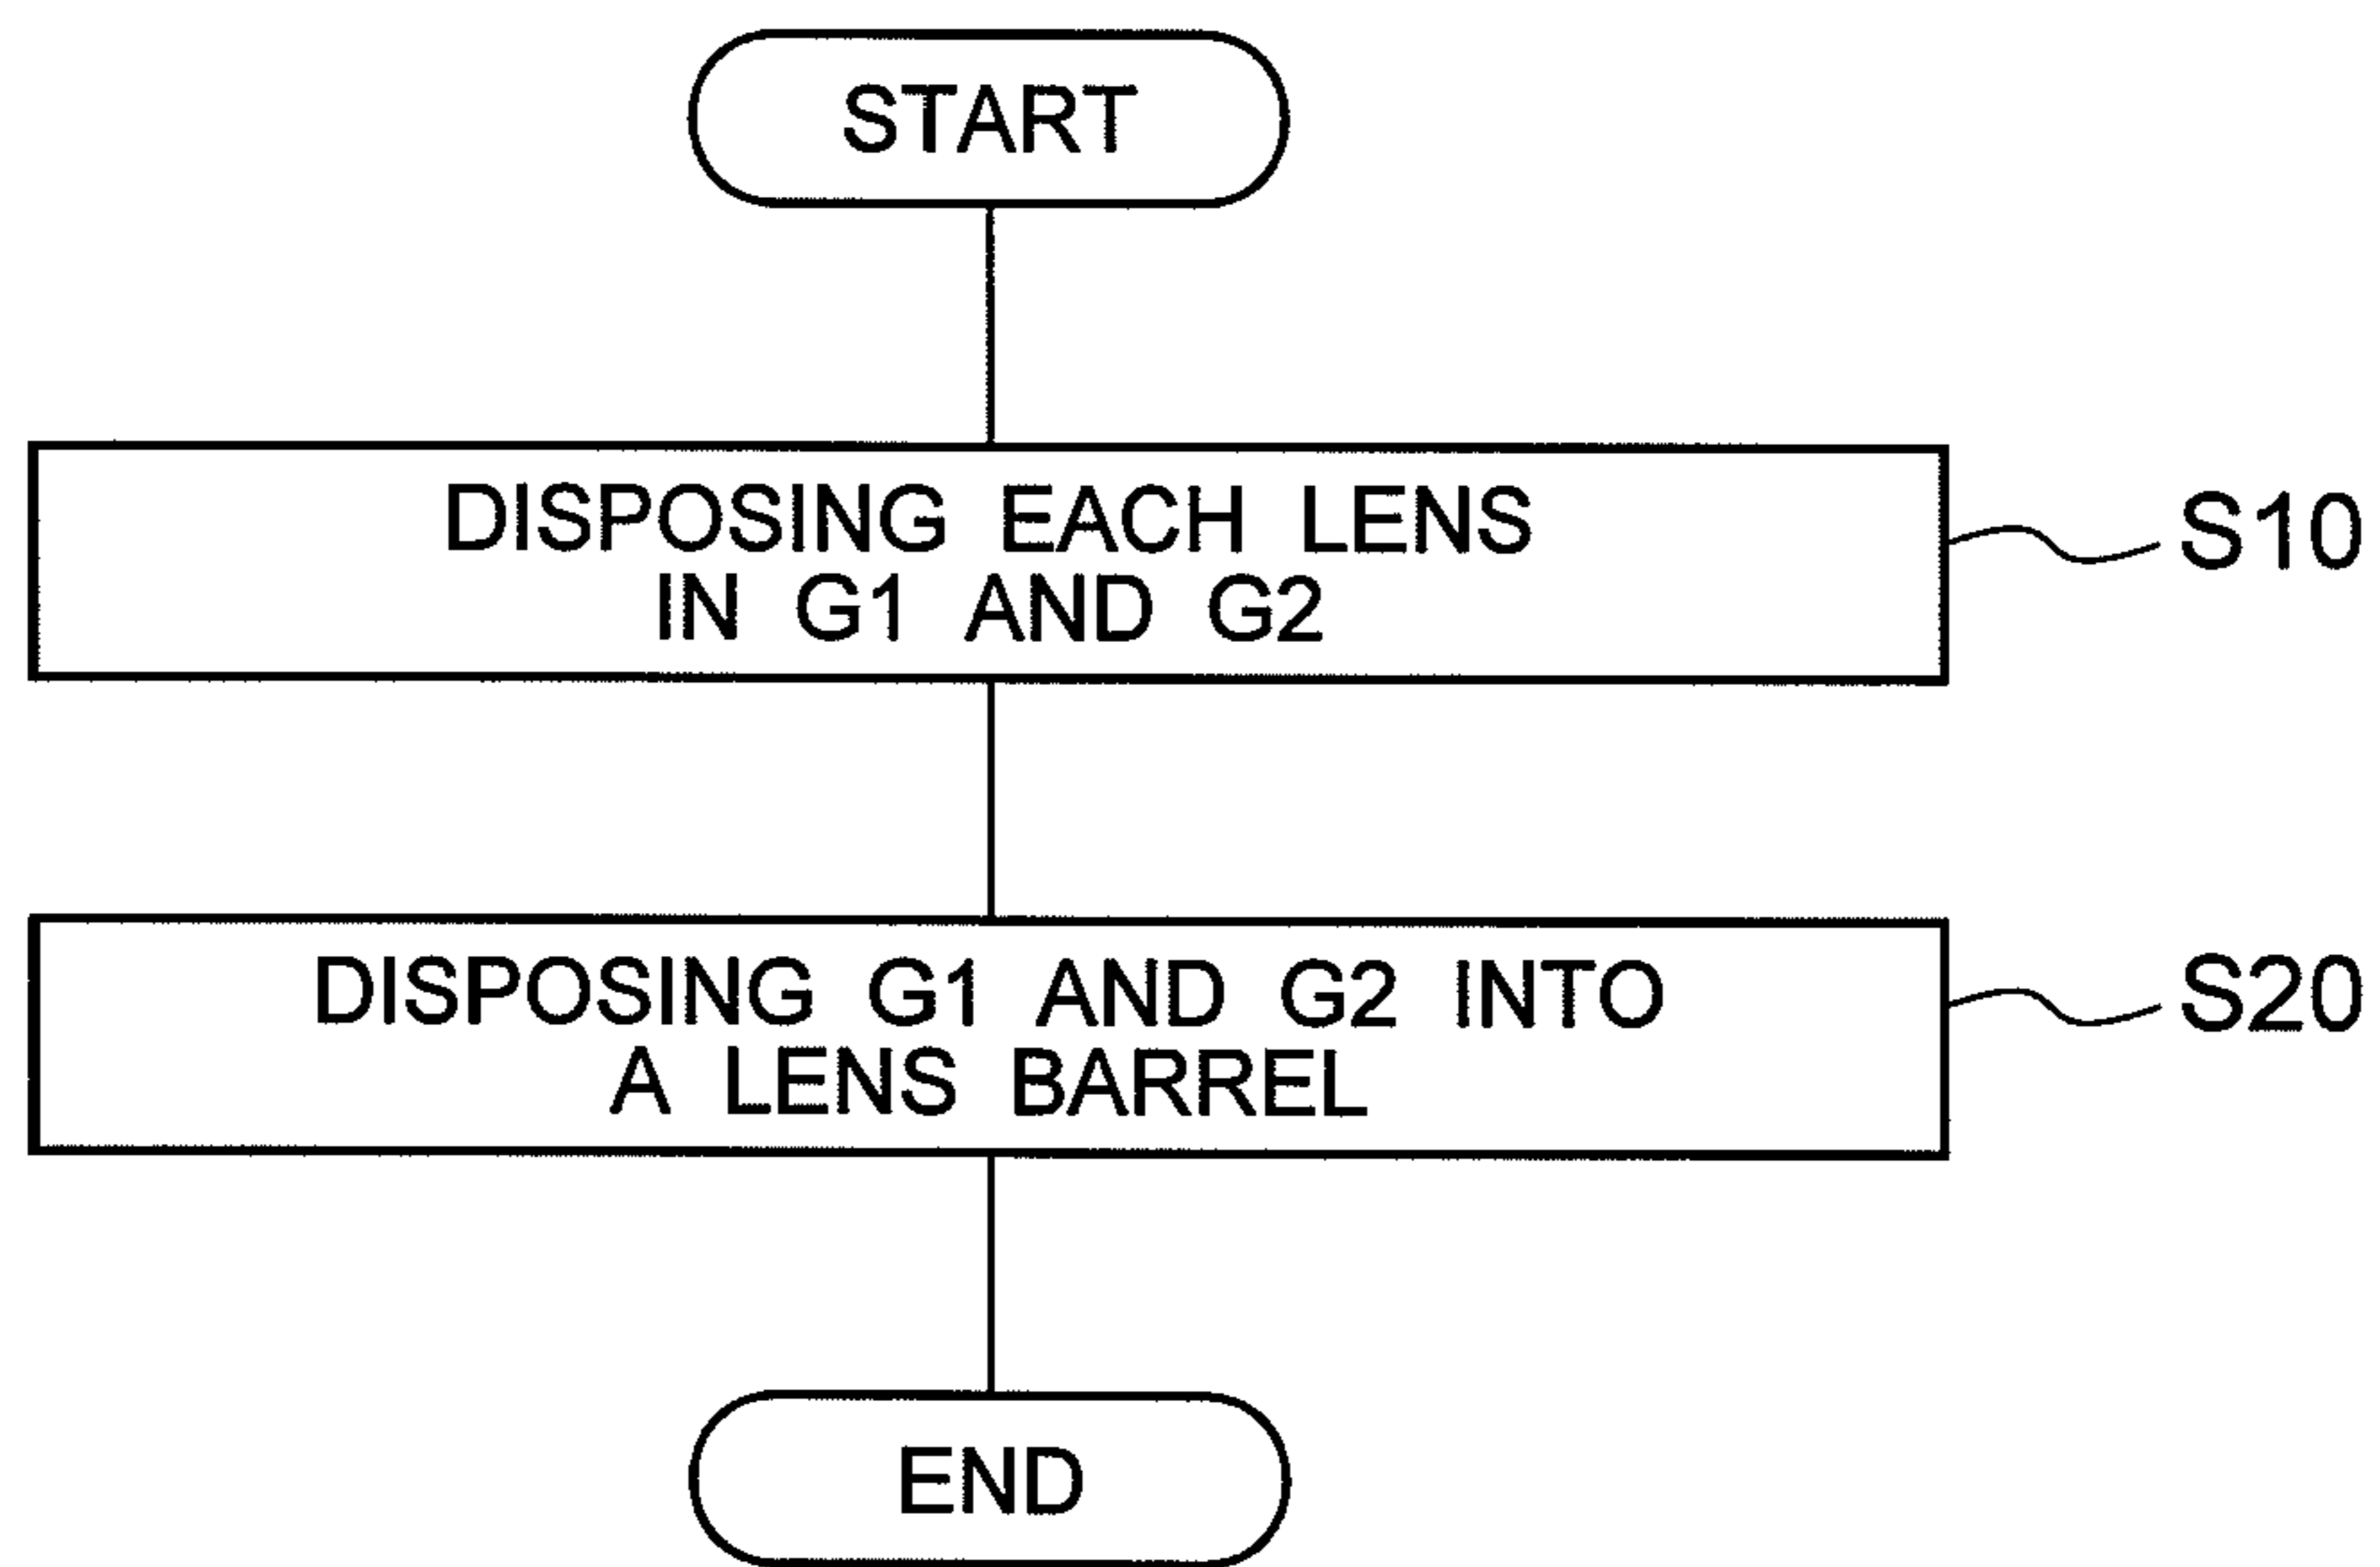 START
DISPOSING EACH LENS
IN G1 AND G2
S10
DISPOSING G1 AND G2 INTO
A LENS BARREL
S20
END